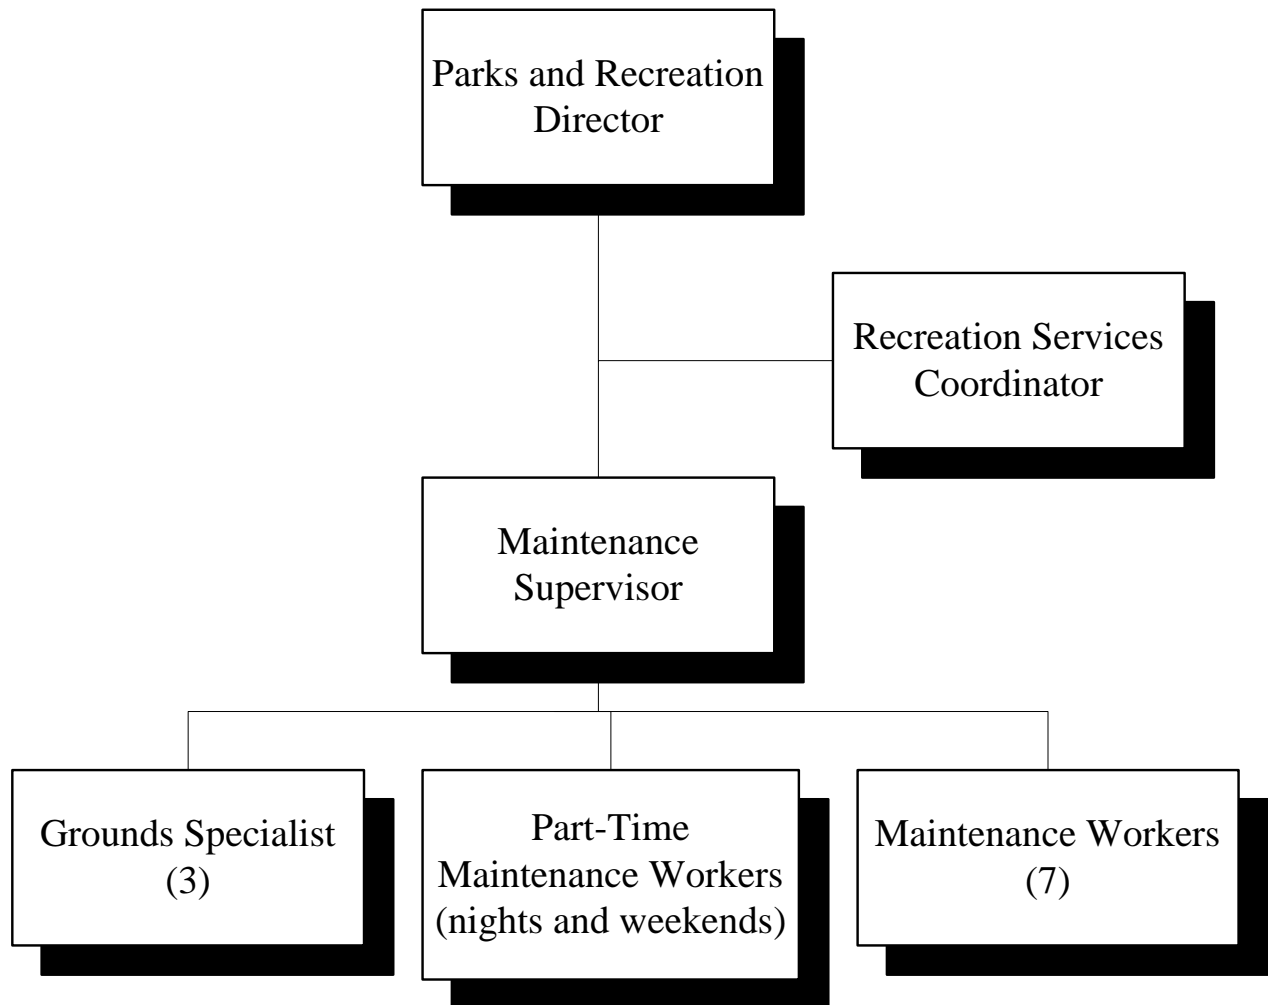 Parks and Recreation
Director
Recreation Services
Coordinator
Maintenance
Supervisor
Grounds Specialist
(3)
Part-Time
Maintenance Workers
(nights and weekends)
Maintenance Workers
(7)